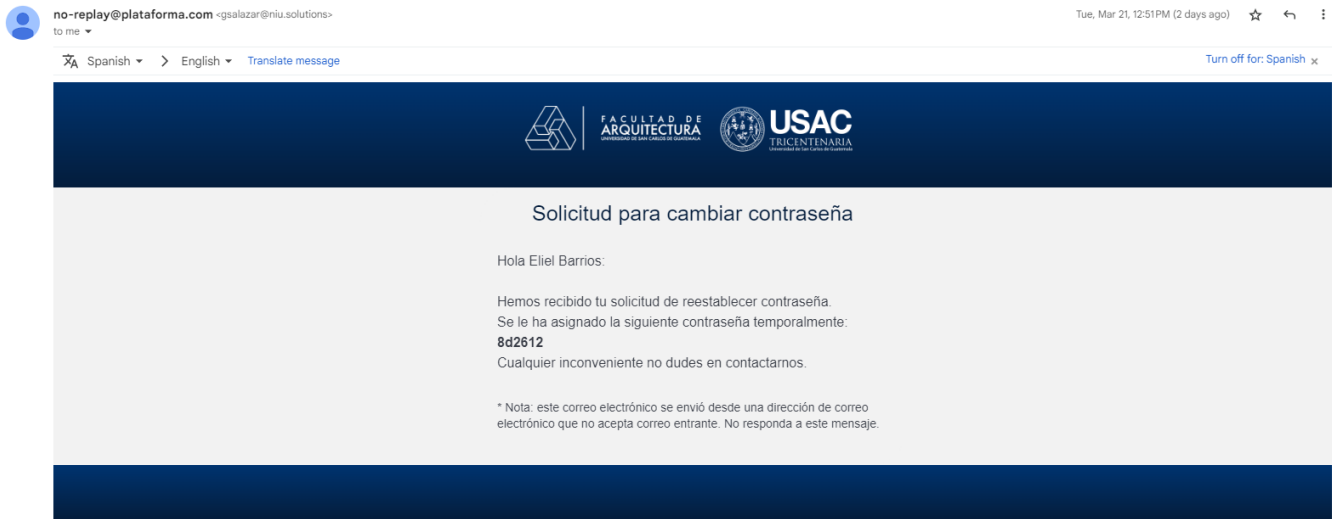 no-replay@plataforma.com <gsalazar@niu.solutions>
Tue, Mar 21, 12:51 PM (2 days ago)
to me
Spanish
English
Translate message
Turn off for: Spanish
FACULTAD DE
ARQUITECTURA
UNIVERSIDAD DE SAN CARLOS DE GUATEMALA
USAC
TRICENTENARIA
Universidad de San Carlos de Guatemala
Solicitud para cambiar contraseña
Hola Eliel Barrios:
Hemos recibido tu solicitud de reestablecer contraseña.
Se le ha asignado la siguiente contraseña temporalmente:
8d2612
Cualquier inconveniente no dudes en contactarnos.
* Nota: este correo electrónico se envió desde una dirección de correo
electrónico que no acepta correo entrante. No responda a este mensaje.